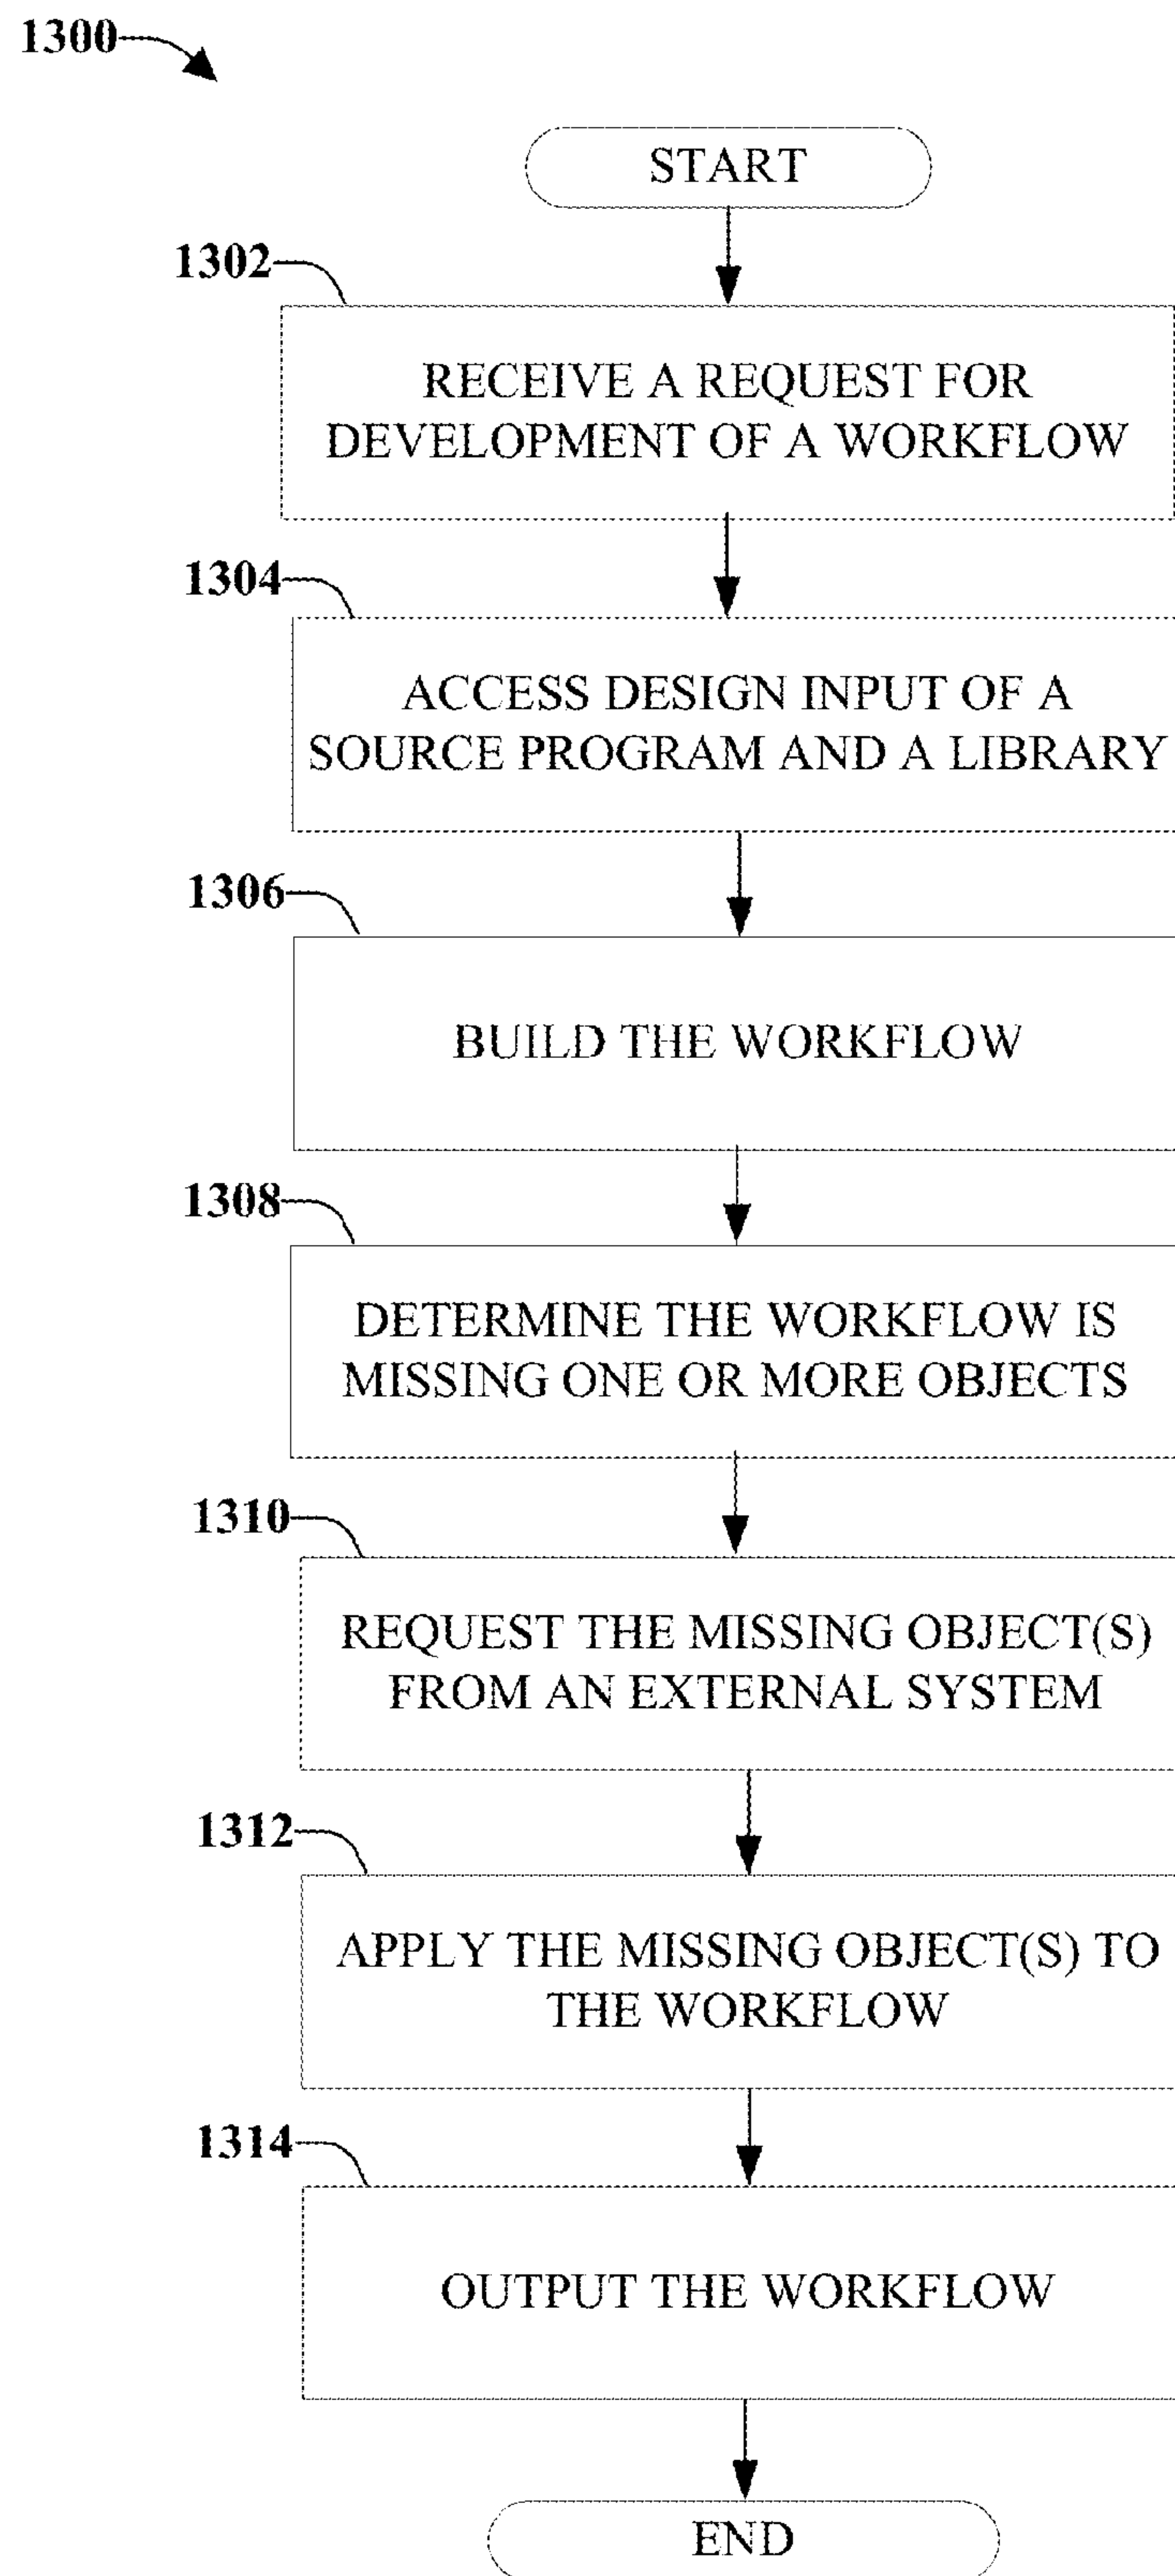 1300
START
1302
RECEIVE A REQUEST FOR
DEVELOPMENT OF A WORKFLOW
1304
ACCESS DESIGN INPUT OF A
SOURCE PROGRAM AND A LIBRARY
1306
BUILD THE WORKFLOW
1308
DETERMINE THE WORKFLOW IS
MISSING ONE OR MORE OBJECTS
1310
REQUEST THE MISSING OBJECT(S)
FROM AN EXTERNAL SYSTEM
1312
APPLY THE MISSING OBJECT(S) TO
THE WORKFLOW
1314
OUTPUT THE WORKFLOW
END